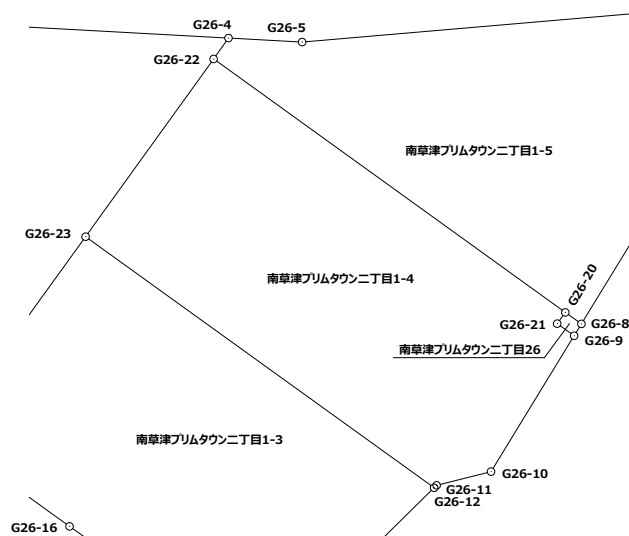 G26-4
G26-5
G26-22
南草津プリムタウン二丁目1-5
G26-23
南草津プリムタウン二丁目1-4
G26-20
G26-21
G26-8
G26-9
南草津プリムタウン二丁目26
南草津プリムタウン二丁目1-3
G26-10
G26-11
G26-12
G26-16